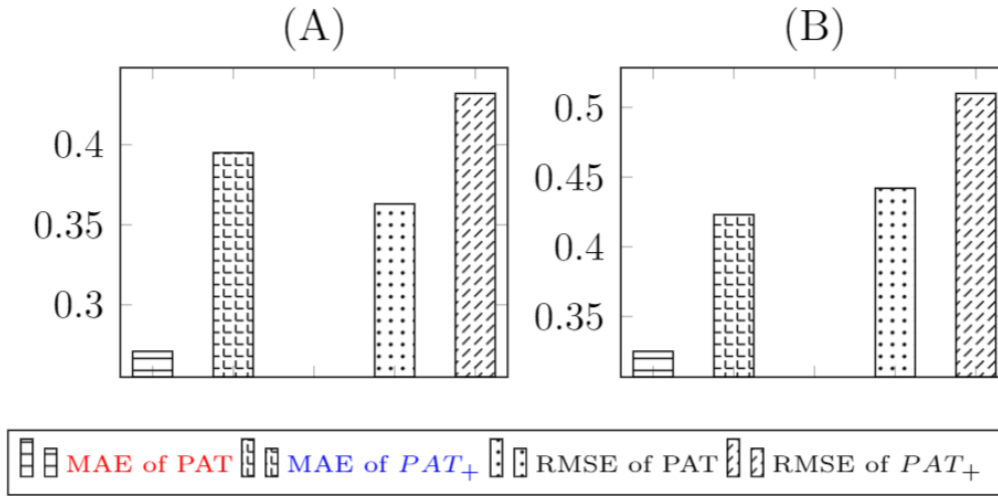 (A)
(B)
0.4
0.35
0.3
0.5
0.45
0.4
0.35
MAE of PAT MAE of PAT₊ RMSE of PAT RMSE of PAT₊